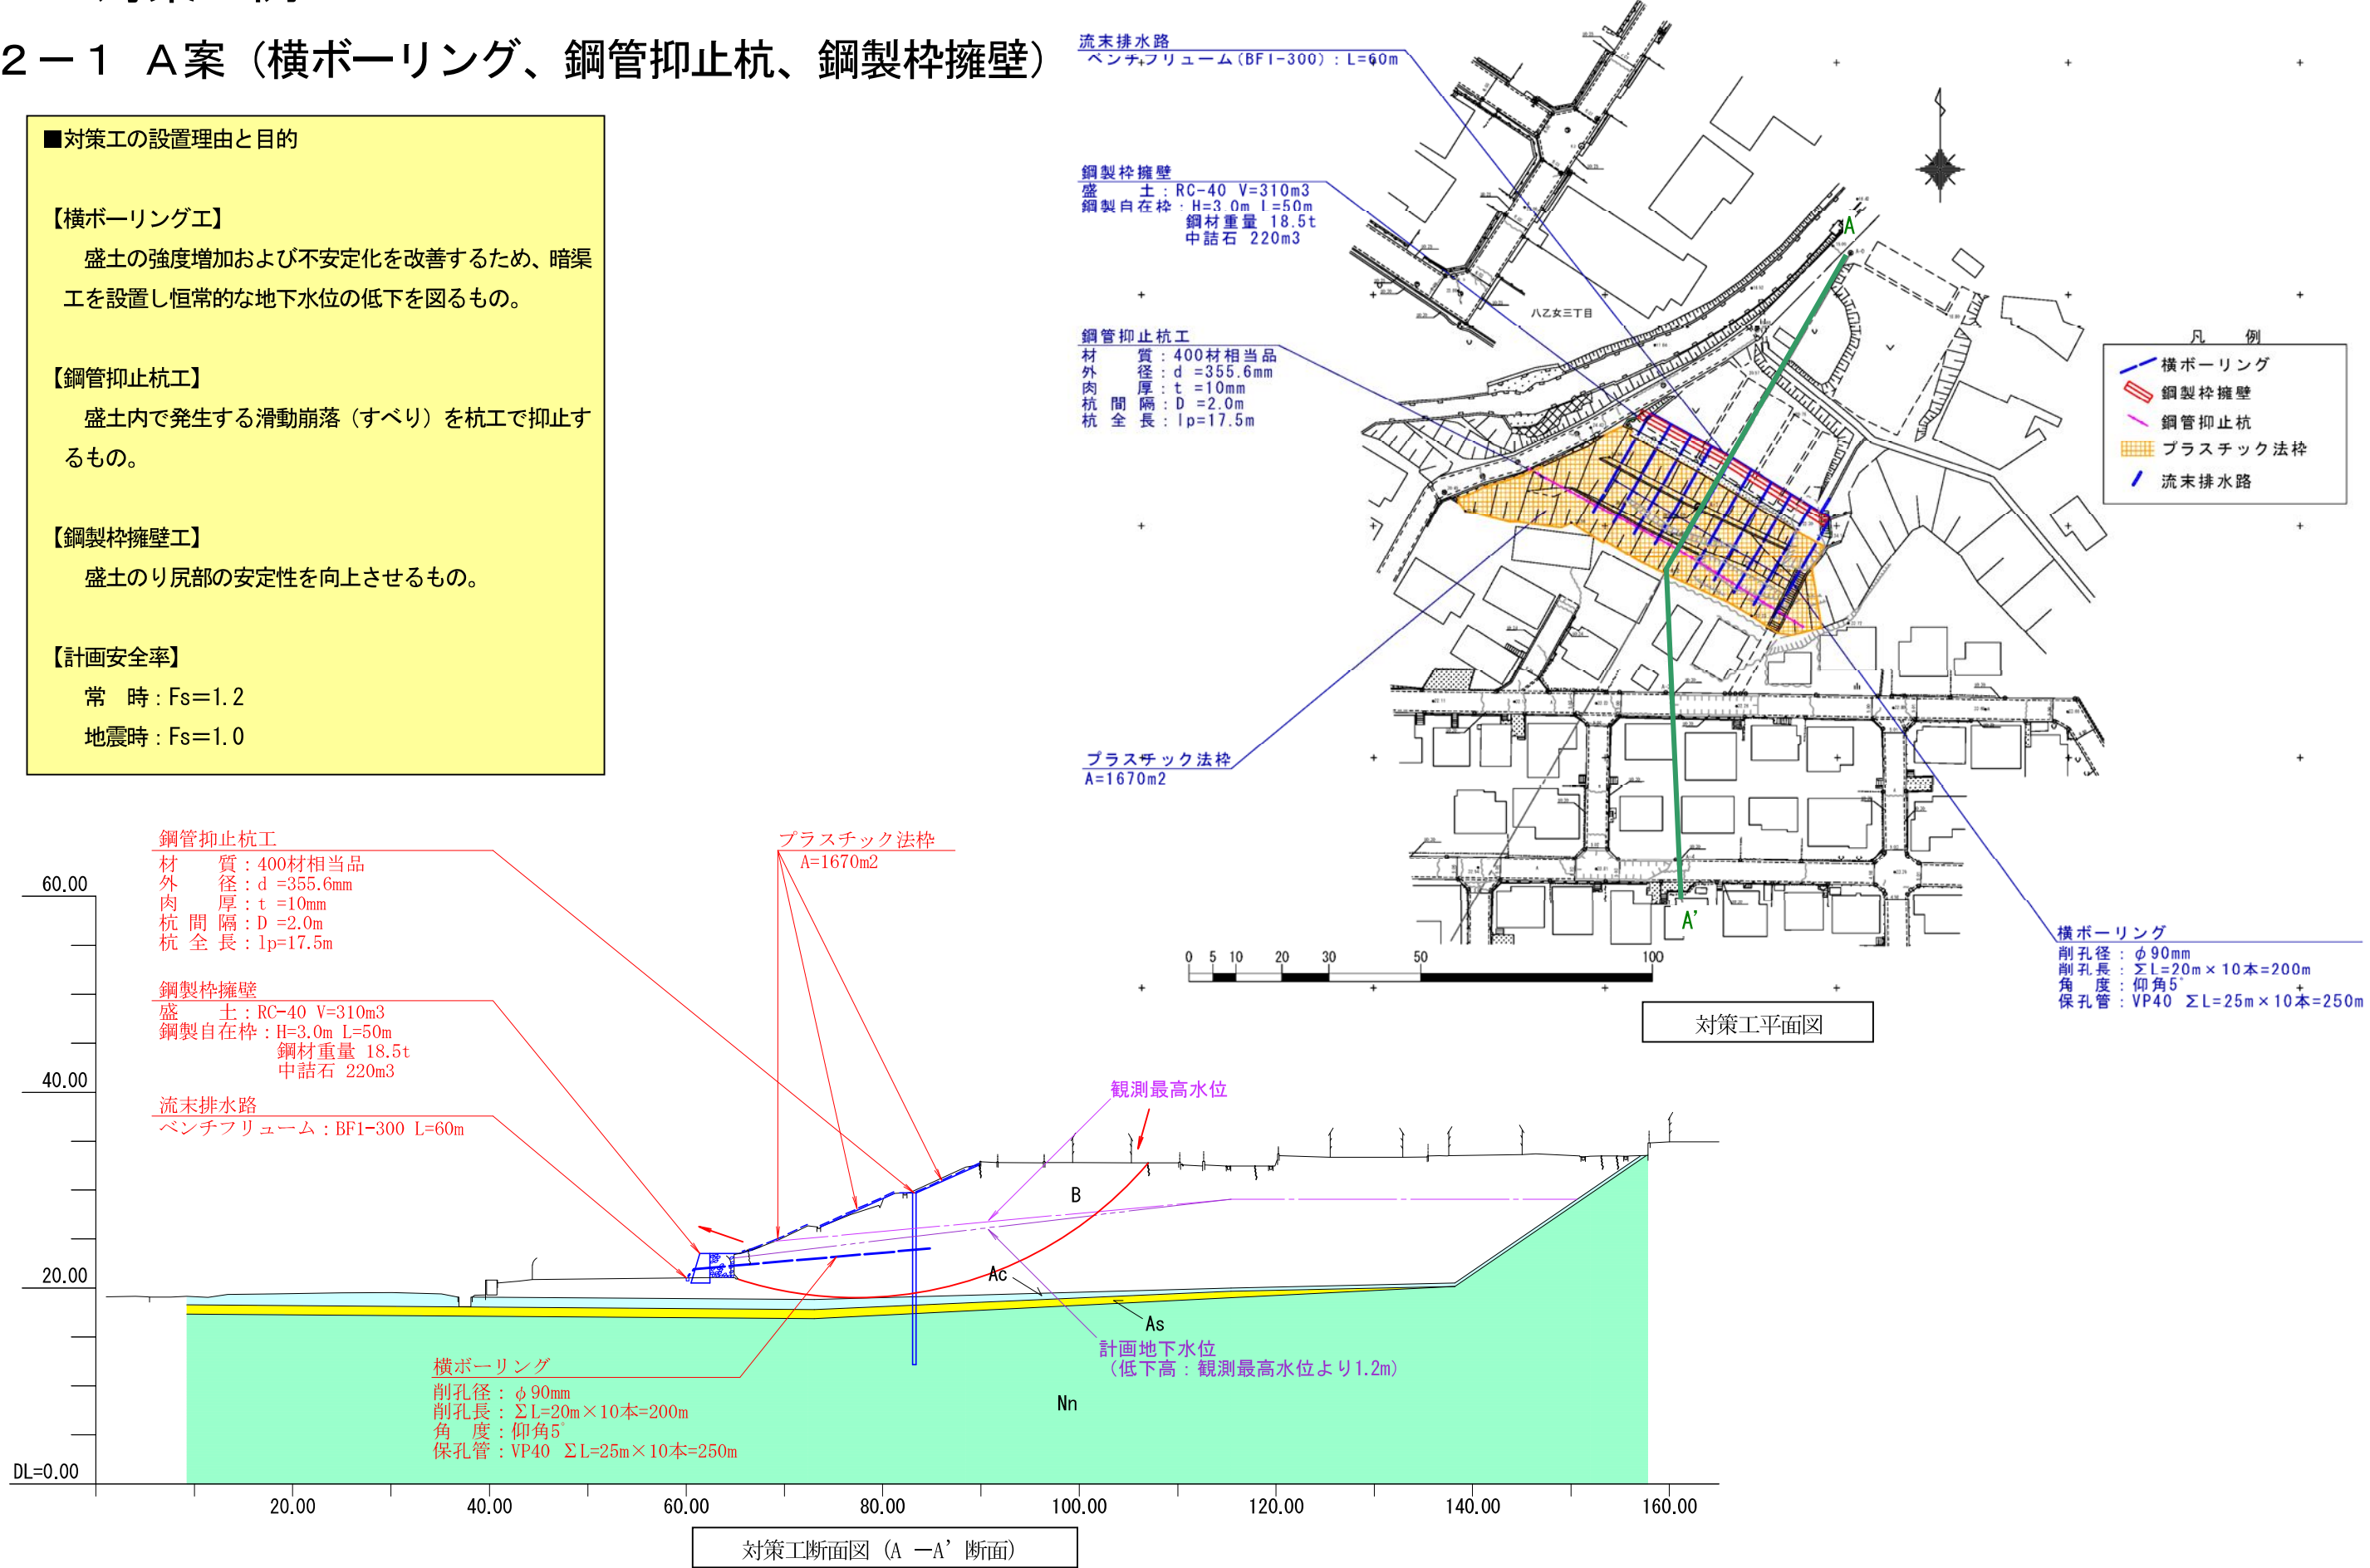 ２－１ Ａ案（横ボーリング、鋼管抑止杭、鋼製枠擁壁）
■対策工の設置理由と目的
【横ボーリング工】
盛土の強度増加および不安定化を改善するため、暗渠
工を設置し恒常的な地下水位の低下を図るもの。
【鋼管抑止杭工】
盛土内で発生する滑動崩落（すべり）を杭工で抑止す
るもの。
【鋼製枠擁壁工】
盛土のり尻部の安定性を向上させるもの。
【計画安全率】
常　時：Fs＝1.2
地震時：Fs＝1.0
流末排水路
ベンチフリューム(BF1-300)：L=60m
鋼製枠擁壁
盛　　土：RC-40 V=310m3
鋼製自在枠：H=3.0m L=50m
鋼材重量 18.5t
中詰石 220m3
鋼管抑止杭工
材　　質：400材相当品
外　　径：d =355.6mm
肉　　厚：t =10mm
杭 間 隔：D =2.0m
杭 全 長：lp=17.5m
プラスチック法枠
A=1670m2
八乙女三丁目
A
A'
凡　例
横ボーリング
鋼製枠擁壁
鋼管抑止杭
プラスチック法枠
流末排水路
横ボーリング
削孔径：φ90mm
削孔長：ΣL=20m×10本=200m
角　度：仰角5°
保孔管：VP40 ΣL=25m×10本=250m
0 5 10 20 30 50 100
対策工平面図
鋼管抑止杭工
材　　質：400材相当品
外　　径：d =355.6mm
肉　　厚：t =10mm
杭 間 隔：D =2.0m
杭 全 長：lp=17.5m
鋼製枠擁壁
盛　　土：RC-40 V=310m3
鋼製自在枠：H=3.0m L=50m
鋼材重量 18.5t
中詰石 220m3
流末排水路
ベンチフリューム：BF1-300 L=60m
プラスチック法枠
A=1670m2
観測最高水位
B
Ac
As
計画地下水位
（低下高：観測最高水位より1.2m）
Nn
横ボーリング
削孔径：φ90mm
削孔長：ΣL=20m×10本=200m
角　度：仰角5°
保孔管：VP40 ΣL=25m×10本=250m
60.00
40.00
20.00
DL=0.00
20.00 40.00 60.00 80.00 100.00 120.00 140.00 160.00
対策工断面図（A －A' 断面）